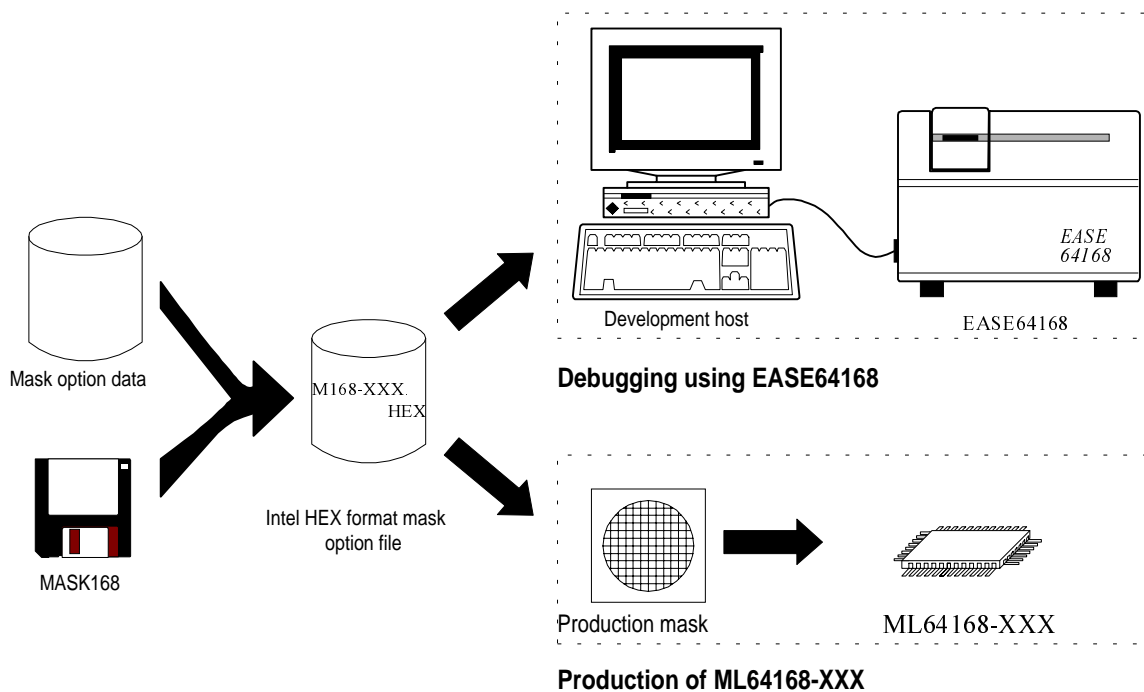 Mask option data
MASK168
M168-XXX.
HEX
Intel HEX format mask
option file
Development host
EASE
64168
EASE64168
Debugging using EASE64168
Production mask
ML64168-XXX
Production of ML64168-XXX